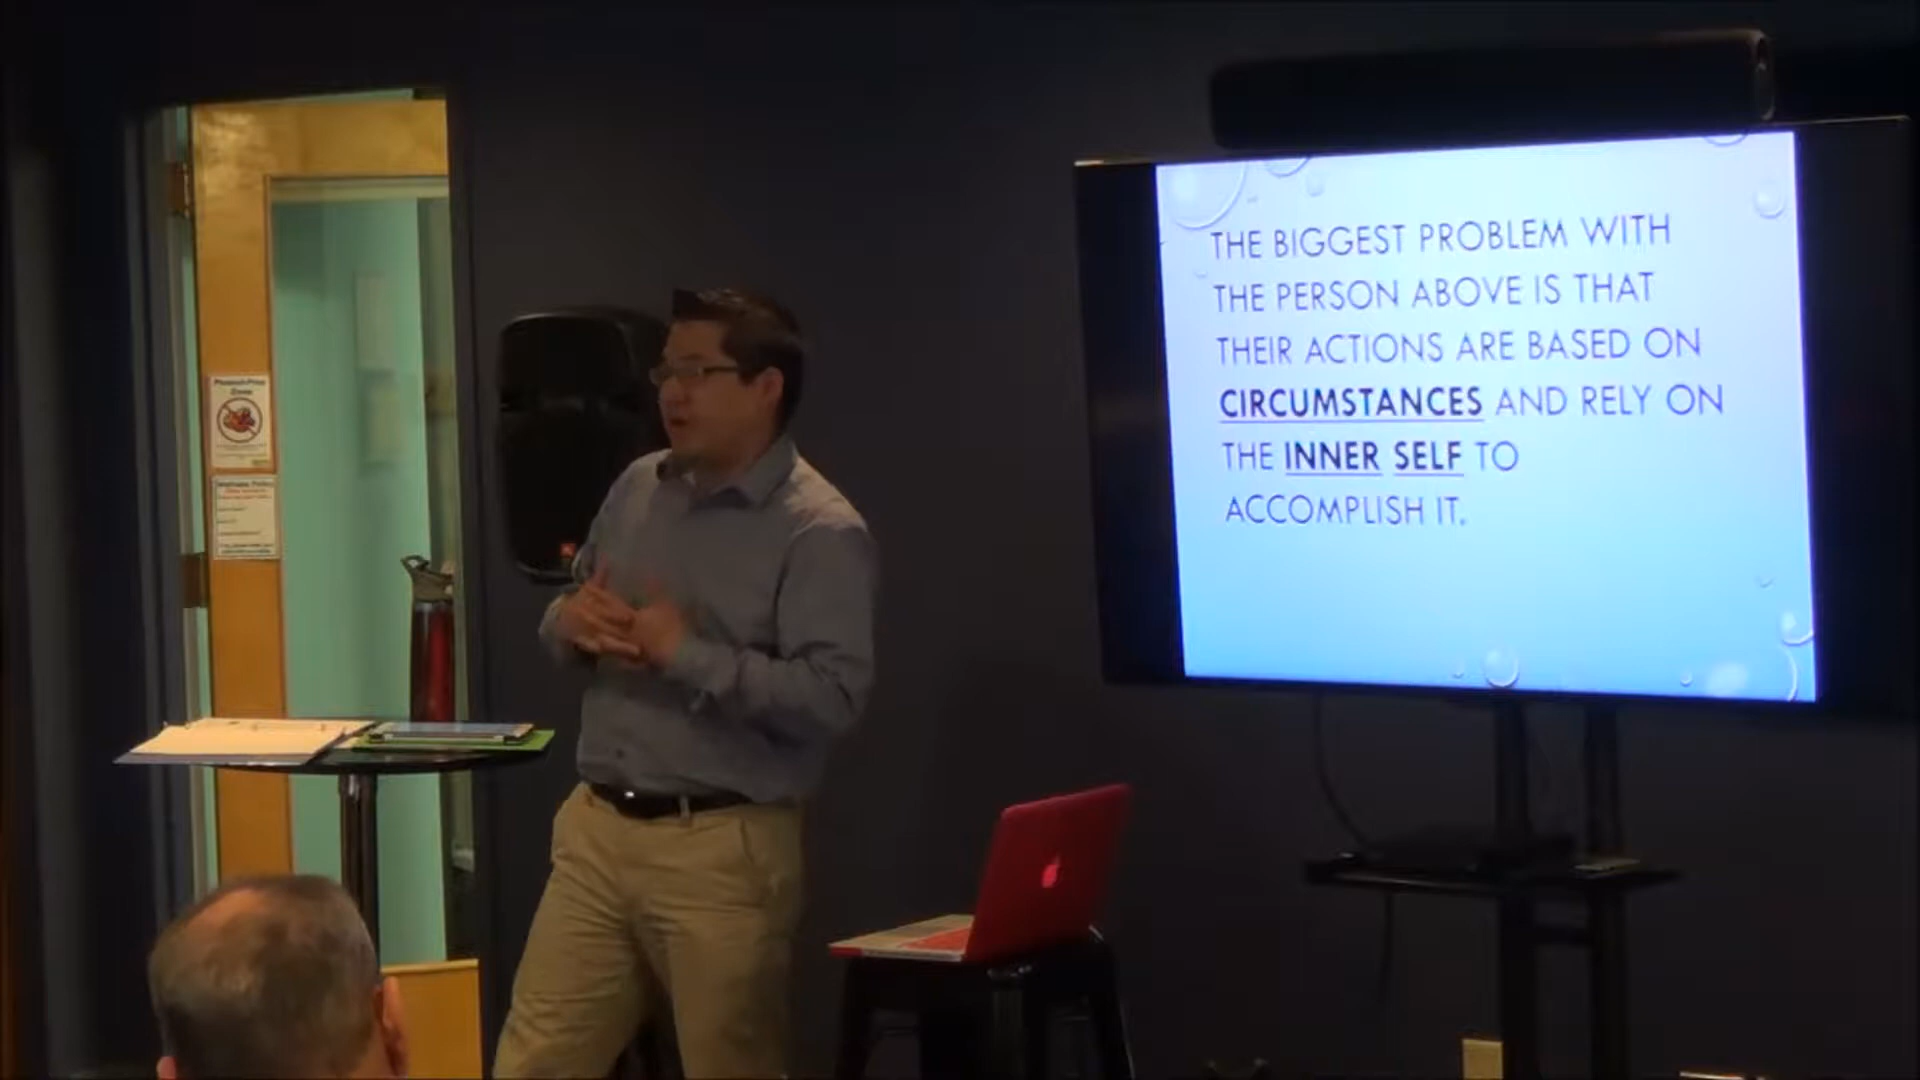 THE BIGGEST PROBLEM WITH
THE PERSON ABOVE IS THAT
THEIR ACTIONS ARE BASED ON
CIRCUMSTANCES AND RELY ON
THE INNER SELF TO
ACCOMPLISH IT.
Zone